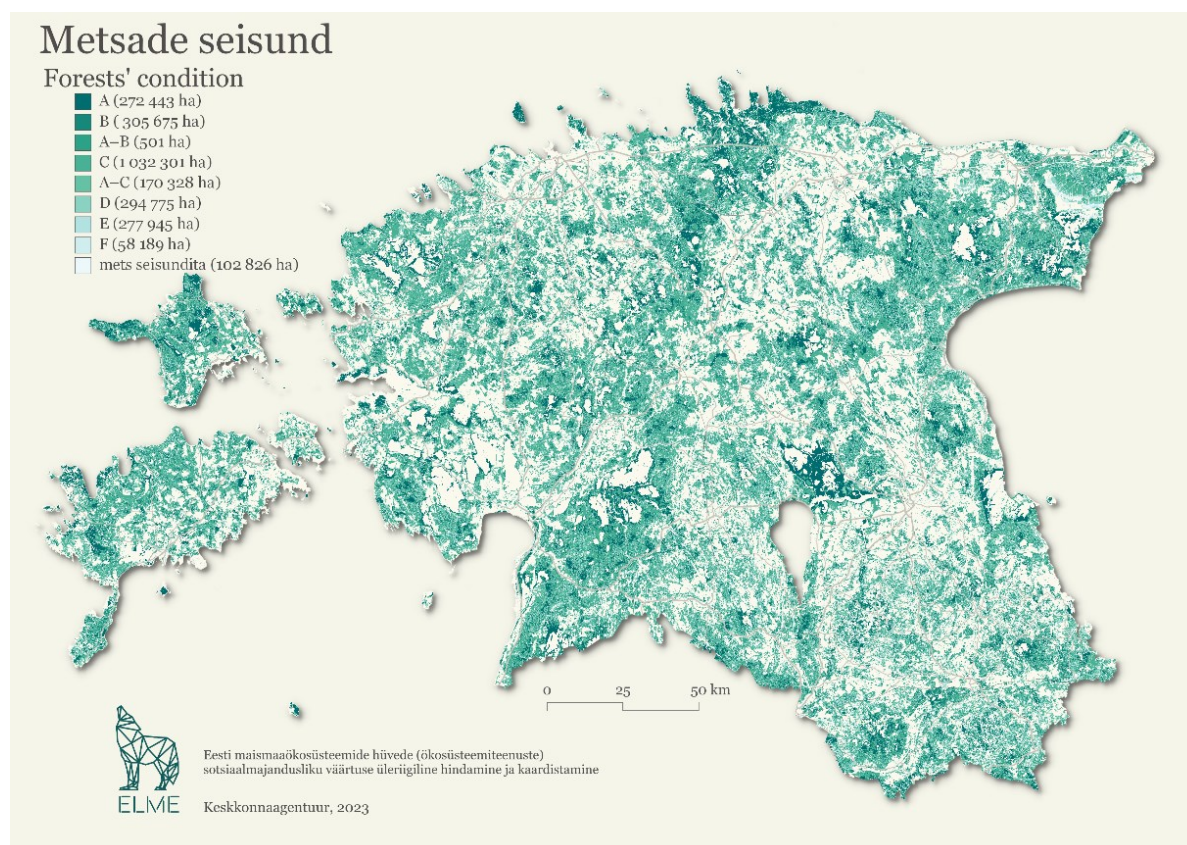 Metsade seisund
Forests' condition
A (272 443 ha)
B ( 305 675 ha)
A–B (501 ha)
C (1 032 301 ha)
A–C (170 328 ha)
D (294 775 ha)
E (277 945 ha)
F (58 189 ha)
mets seisundita (102 826 ha)
0 25 50 km
Eesti maismaaökosüsteemide hüvede (ökosüsteemiteenuste)
sotsiaalmajandusliku väärtuse üleriigiline hindamine ja kaardistamine
ELME
Keskkonnaagentuur, 2023